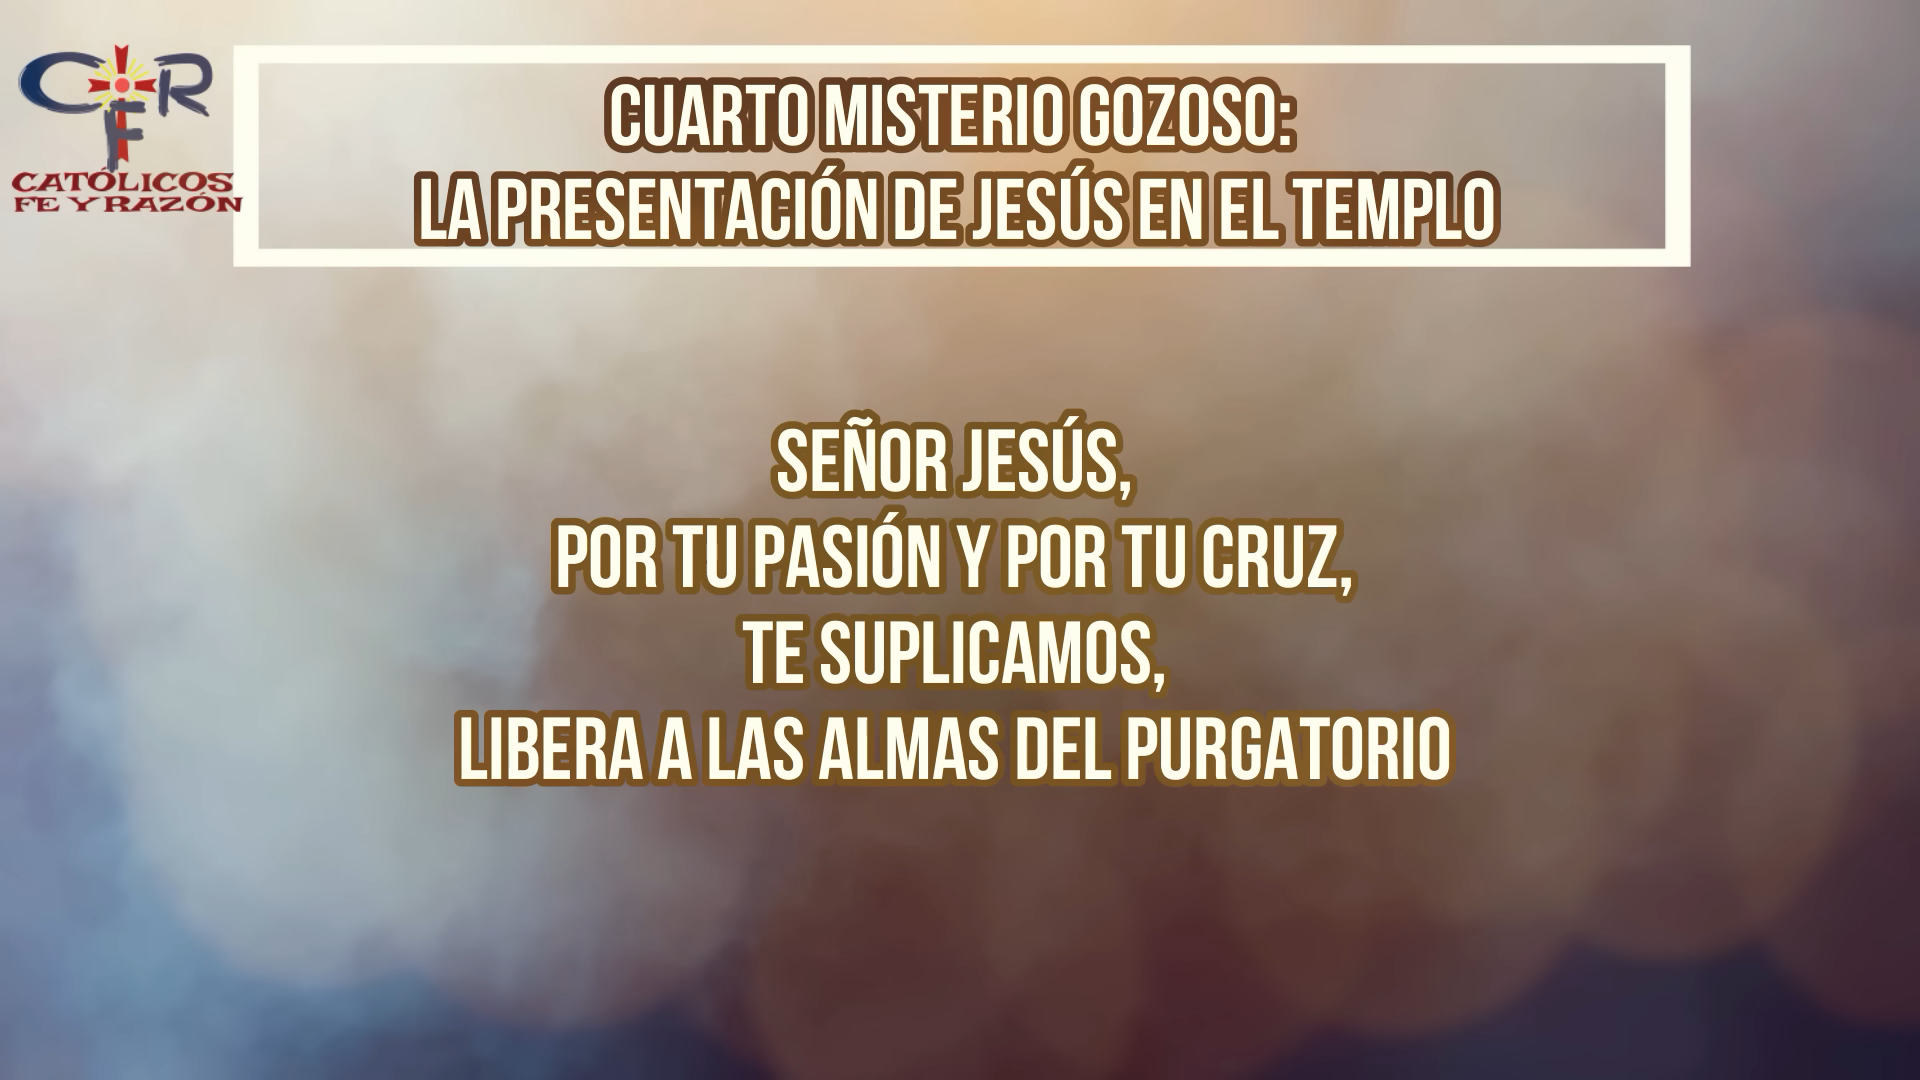 CFR
CATÓLICOS
FE Y RAZÓN
CUARTO MISTERIO GOZOSO:
LA PRESENTACIÓN DE JESÚS EN EL TEMPLO
SEÑOR JESÚS,
POR TU PASIÓN Y POR TU CRUZ,
TE SUPLICAMOS,
LIBERA A LAS ALMAS DEL PURGATORIO